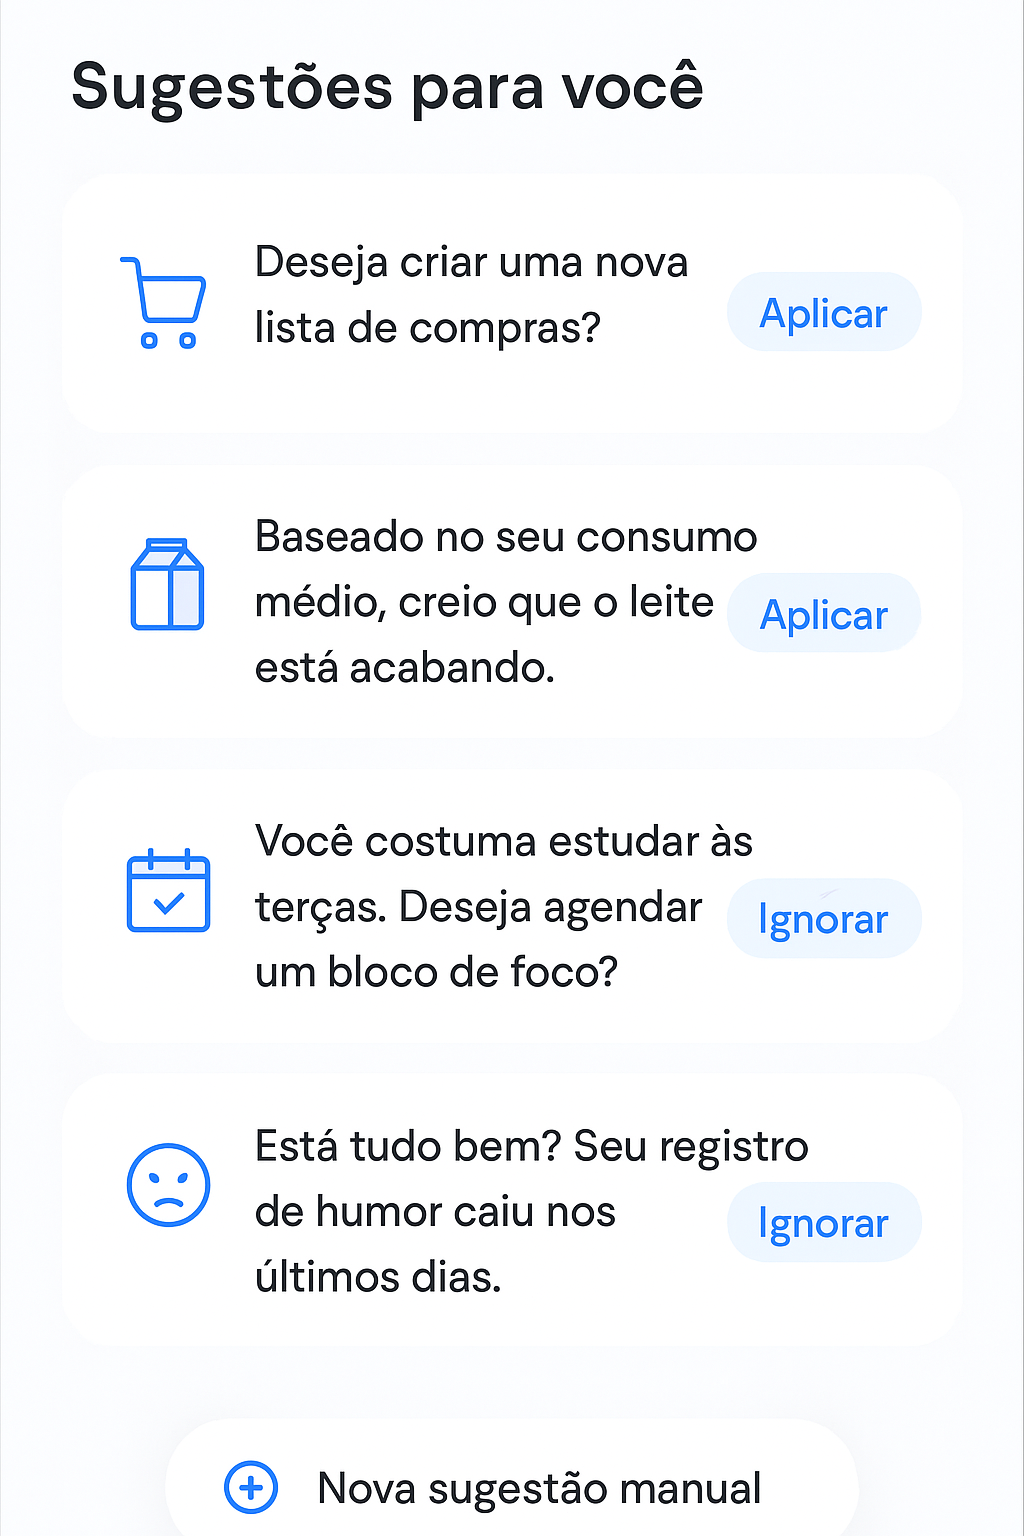 Sugestões para você
Deseja criar uma nova
lista de compras?
Aplicar
Baseado no seu consumo
médio, creio que o leite
está acabando.
Aplicar
Você costuma estudar às
terças. Deseja agendar
um bloco de foco?
Ignorar
Está tudo bem? Seu registro
de humor caiu nos
últimos dias.
Ignorar
Nova sugestão manual